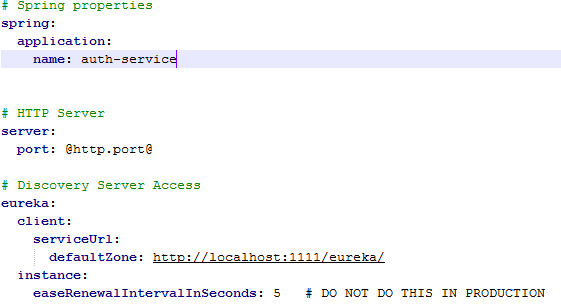 # Spring properties
spring:
  application:
    name: auth-service
# HTTP Server
server:
  port: @http.port@
# Discovery Server Access
eureka:
  client:
    serviceUrl:
      defaultZone: http://localhost:1111/eureka/
  instance:
    easeRenewalIntervalInSeconds: 5   # DO NOT DO THIS IN PRODUCTION